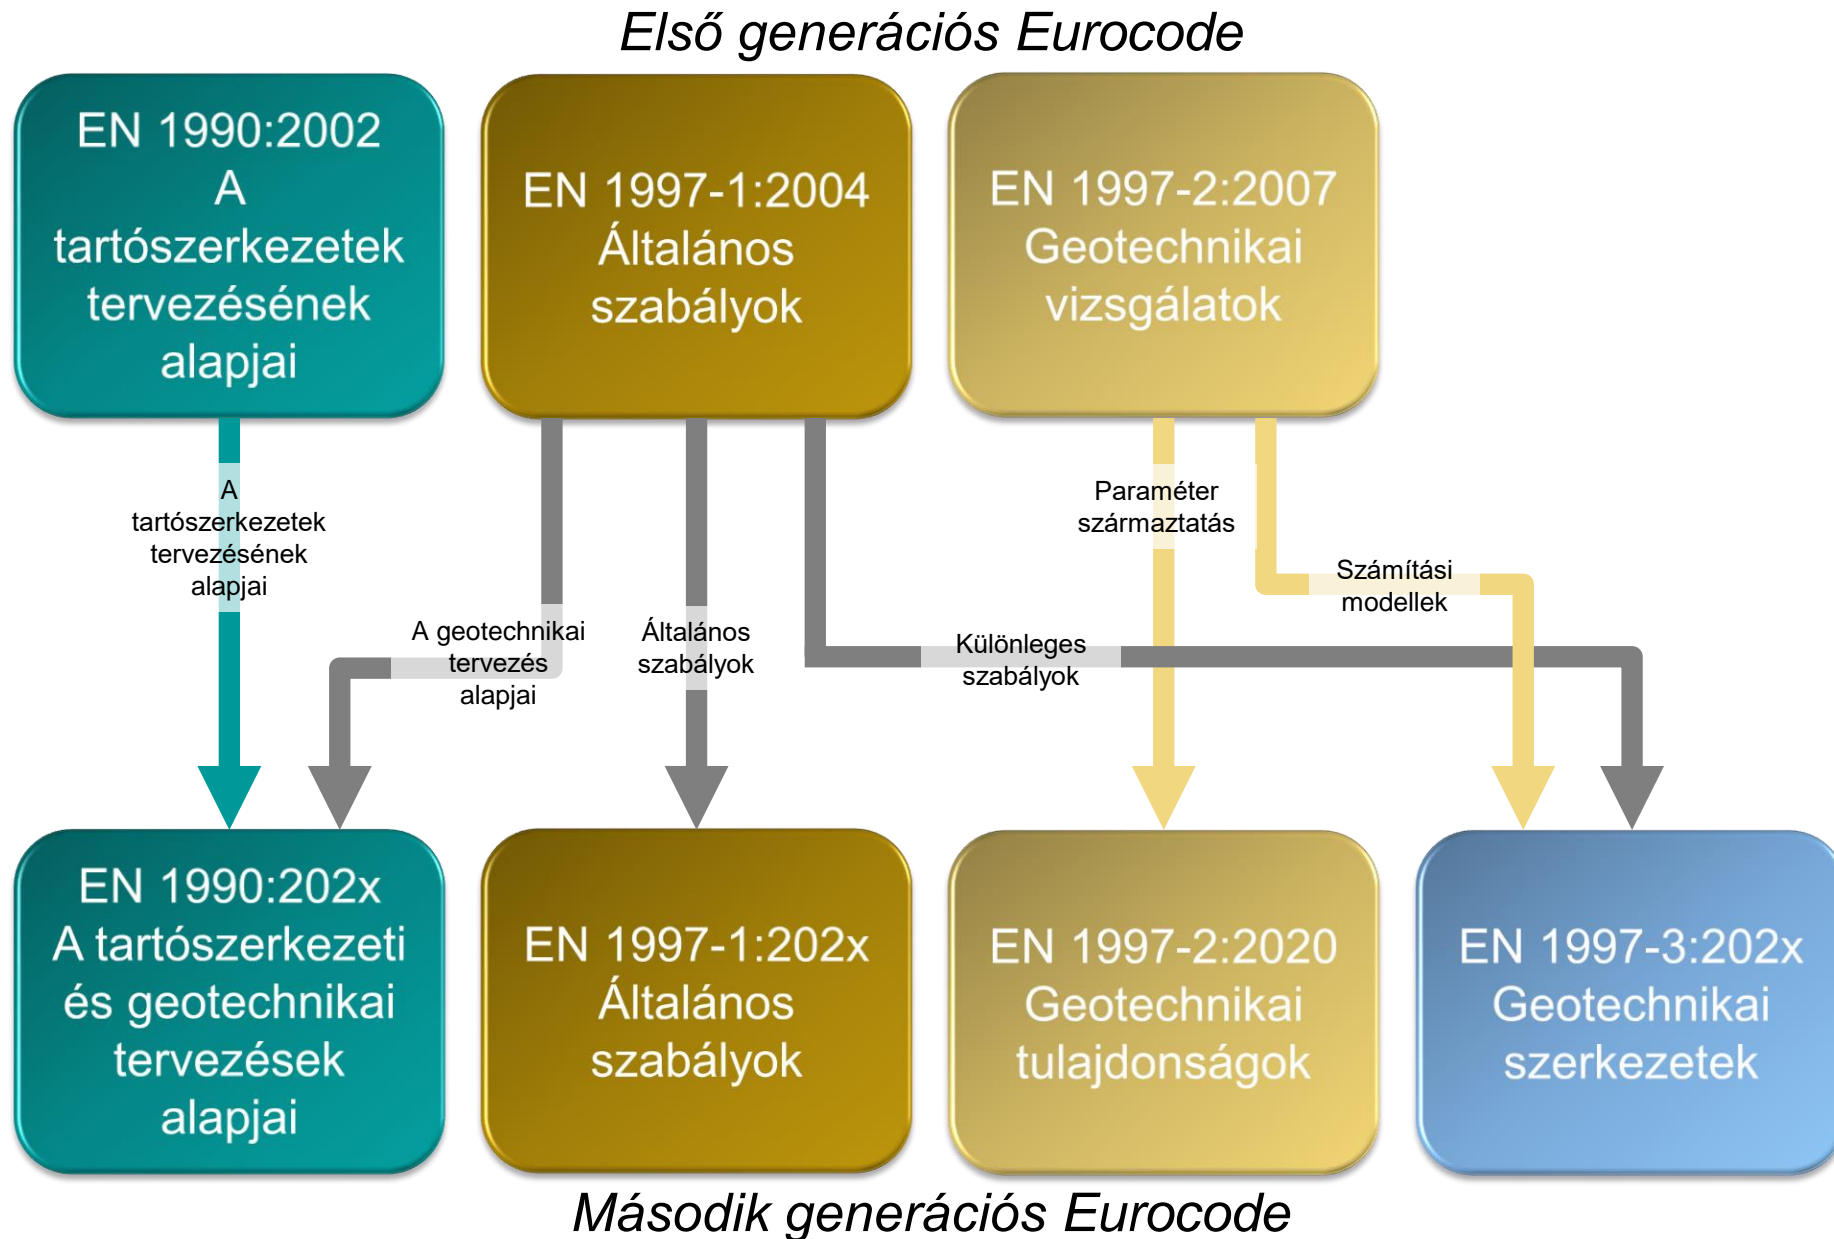 Első generációs Eurocode
EN 1990:2002
A
tartószerkezetek
tervezésének
alapjai
EN 1997-1:2004
Általános
szabályok
EN 1997-2:2007
Geotechnikai
vizsgálatok
A
tartószerkezetek
tervezésének
alapjai
A geotechnikai
tervezés
alapjai
Általános
szabályok
Különleges
szabályok
Paraméter
származtatás
Számítási
modellek
EN 1990:202x
A tartószerkezeti
és geotechnikai
tervezések
alapjai
EN 1997-1:202x
Általános
szabályok
EN 1997-2:2020
Geotechnikai
tulajdonságok
EN 1997-3:202x
Geotechnikai
szerkezetek
Második generációs Eurocode